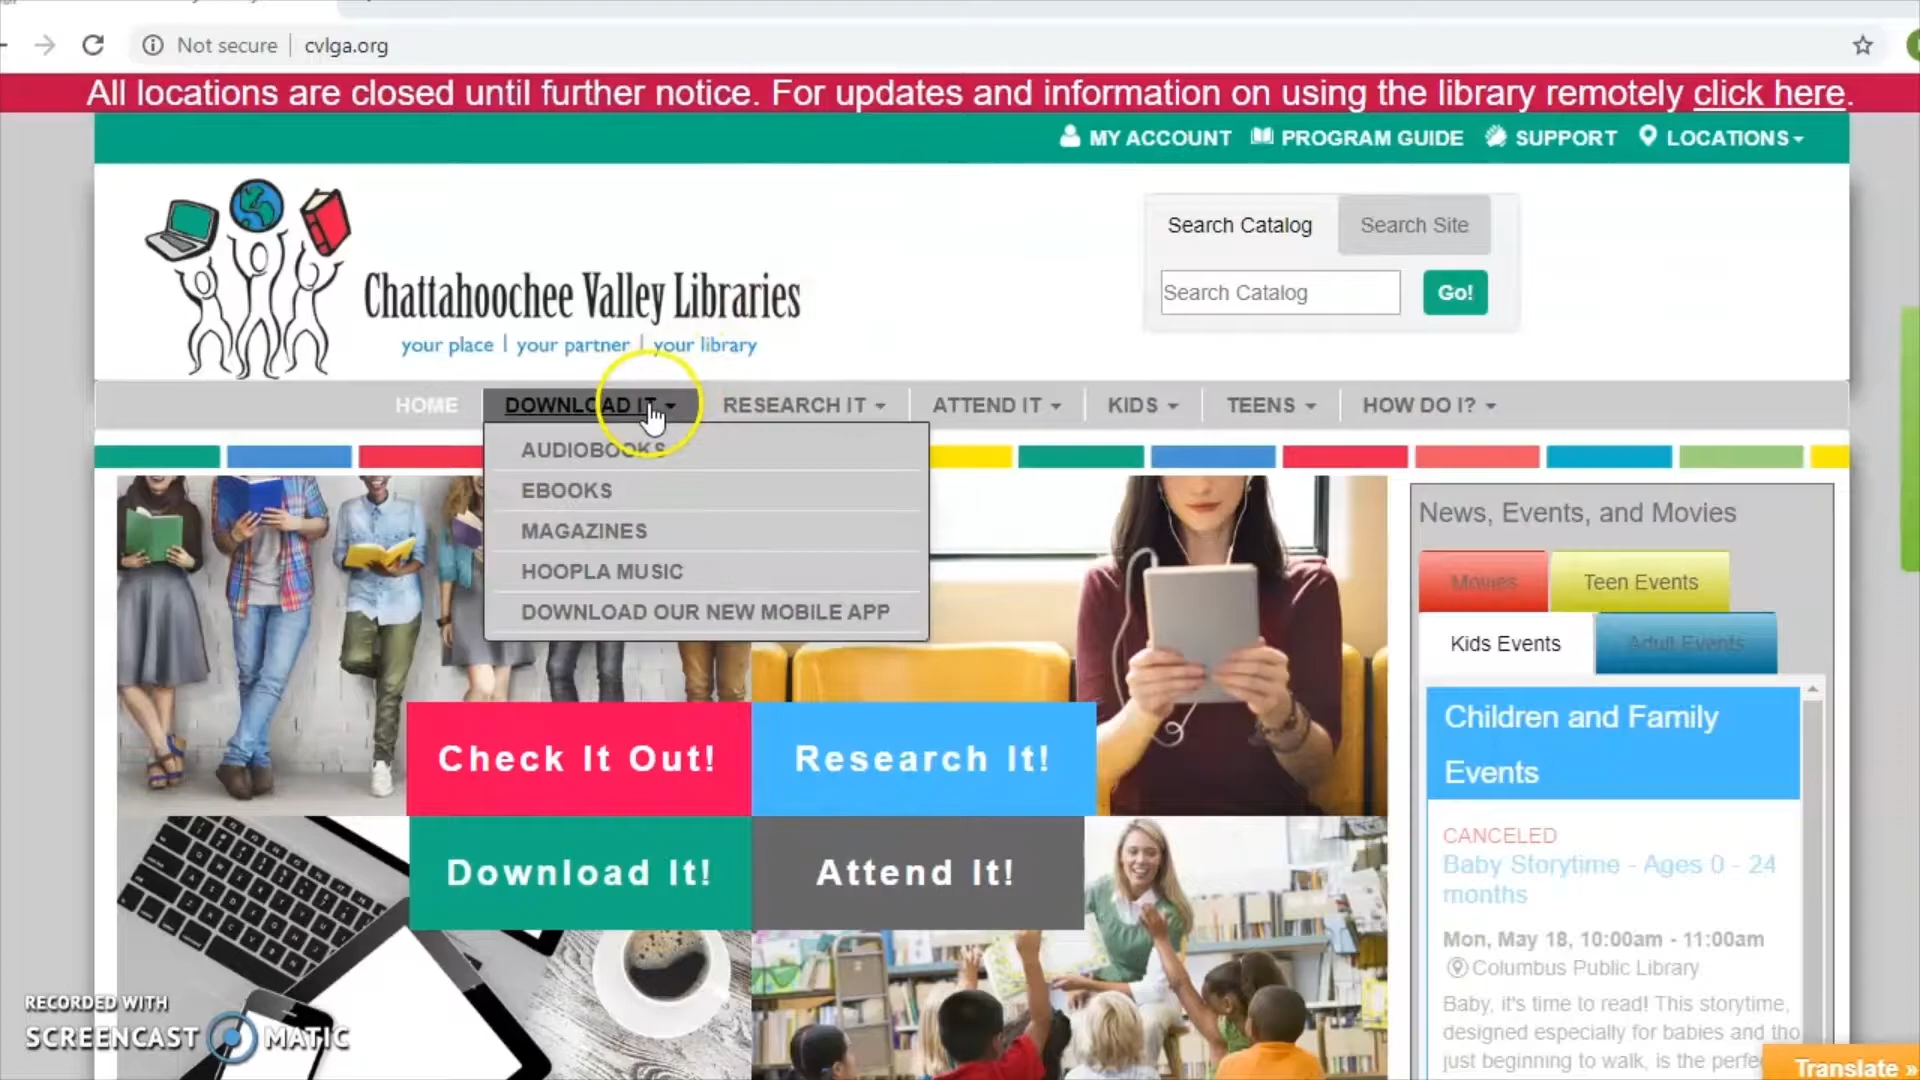 Not secure
cvlga.org
All locations are closed until further notice. For updates and information on using the library remotely click here.
MY ACCOUNT
PROGRAM GUIDE
SUPPORT
LOCATIONS
Search Catalog
Search Site
Search Catalog
Go!
Chattahoochee Valley Libraries
your place | your partner | your library
HOME
DOWNLOAD IT
RESEARCH IT
ATTEND IT
KIDS
TEENS
HOW DO I?
AUDIOBOOKS
EBOOKS
MAGAZINES
HOOPLA MUSIC
DOWNLOAD OUR NEW MOBILE APP
Check It Out!
Research It!
Download It!
Attend It!
News, Events, and Movies
Movies
Teen Events
Kids Events
Adult Events
Children and Family
Events
CANCELED
Baby Storytime - Ages 0 - 24
months
Mon, May 18, 10:00am - 11:00am
Columbus Public Library
Baby, it's time to read! This storytime,
designed especially for babies and tho
just beginning to walk, is the perfe
Translate »
RECORDED WITH
SCREENCAST MATIC